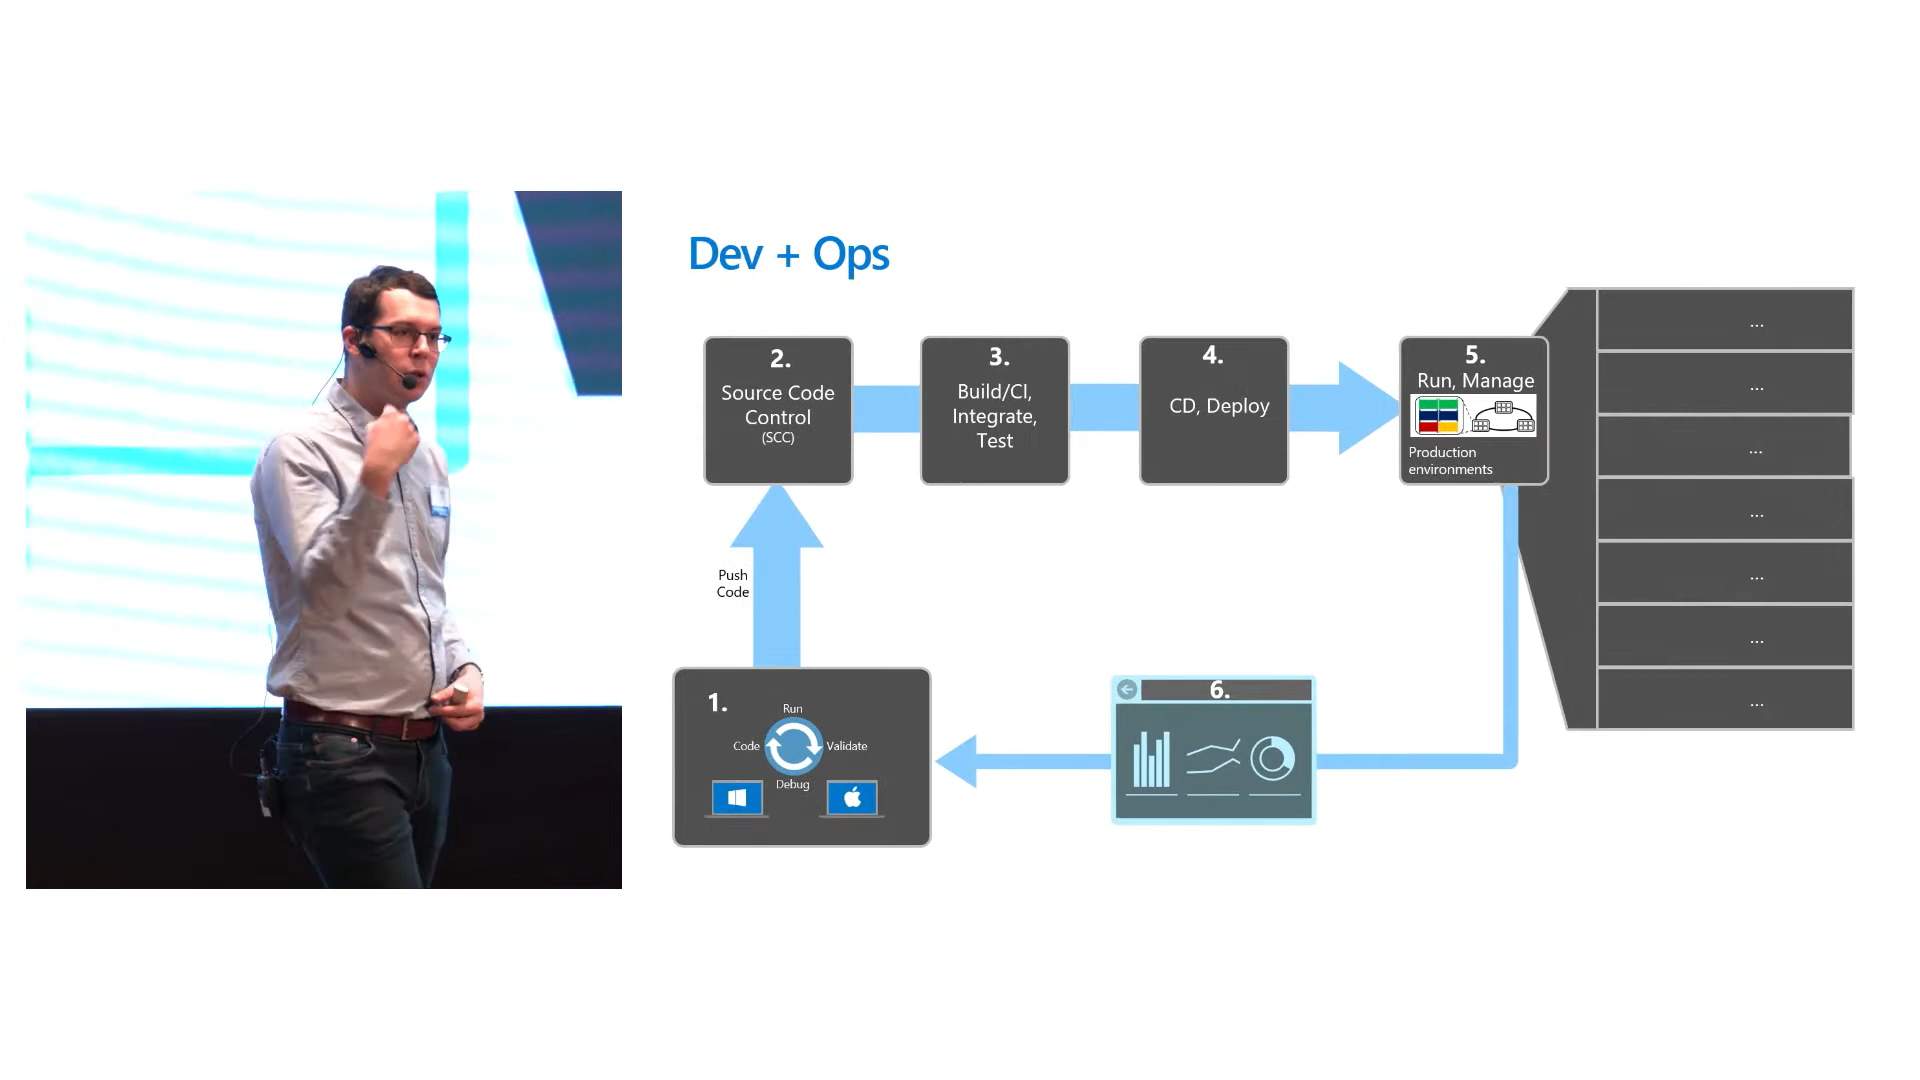 Dev + Ops
2.
Source Code
Control
(SCC)
3.
Build/CI,
Integrate,
Test
4.
CD, Deploy
5.
Run, Manage
Production
environments
...
...
...
...
...
...
...
Push
Code
1.
Run
Code
Validate
Debug
6.